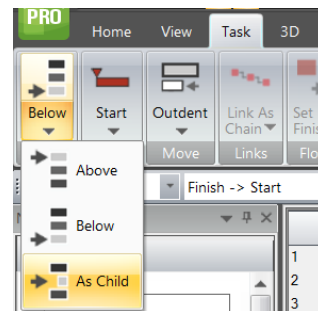 PRO
Home View Task 3D
Below Start Outdent Link As Chain Set Finis
Move Links Flo
Above
Finish -> Start
Below
As Child
1
2
3